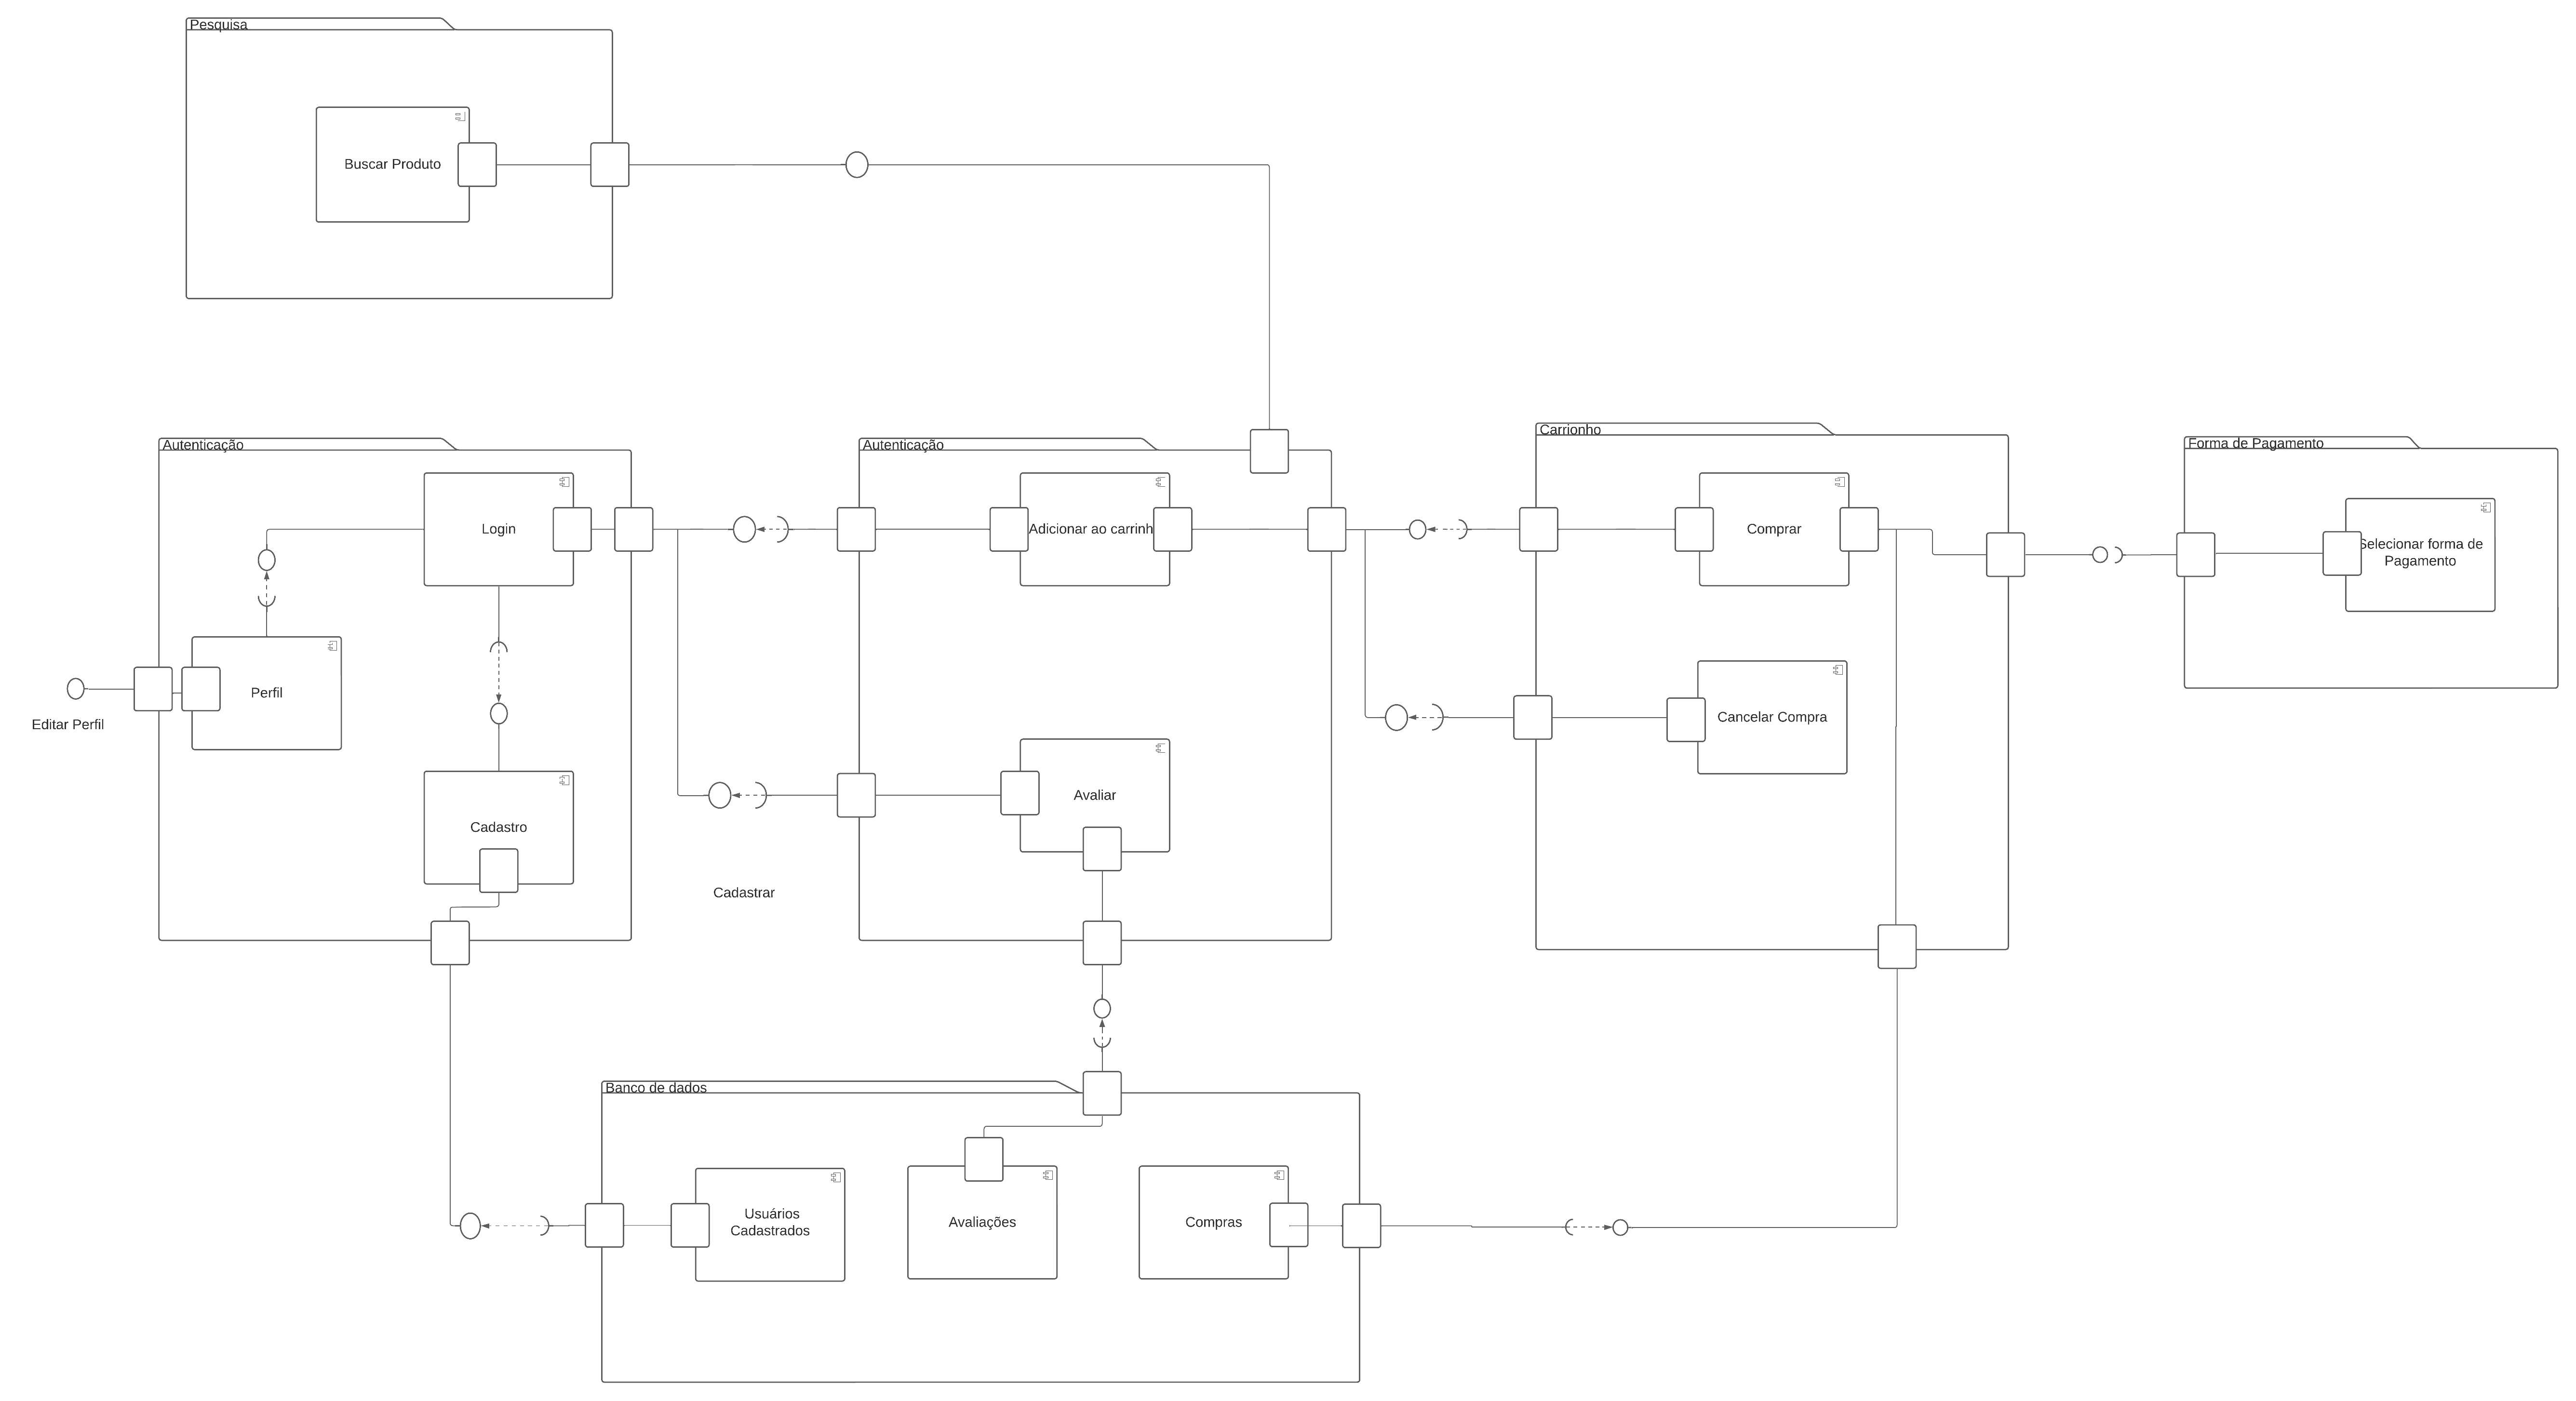 Pesquisa
Buscar Produto
Autenticação
Login
Perfil
Editar Perfil
Cadastro
Cadastrar
Autenticação
Adicionar ao carrinh
Avaliar
Carrionho
Comprar
Cancelar Compra
Forma de Pagamento
Selecionar forma de
Pagamento
Banco de dados
Usuários
Cadastrados
Avaliações
Compras